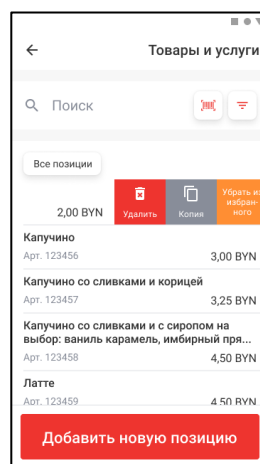 Товары и услуги
Поиск
Все позиции
2,00 BYN
Удалить
Копия
Убрать из
избран-
ного
Капучино
Арт. 123456
3,00 BYN
Капучино со сливками и корицей
Арт. 123457
3,25 BYN
Капучино со сливками и с сиропом на
выбор: ваниль карамель, имбирный пря...
Арт. 123458
4,50 BYN
Латте
Арт. 123459
4,50 BYN
Добавить новую позицию